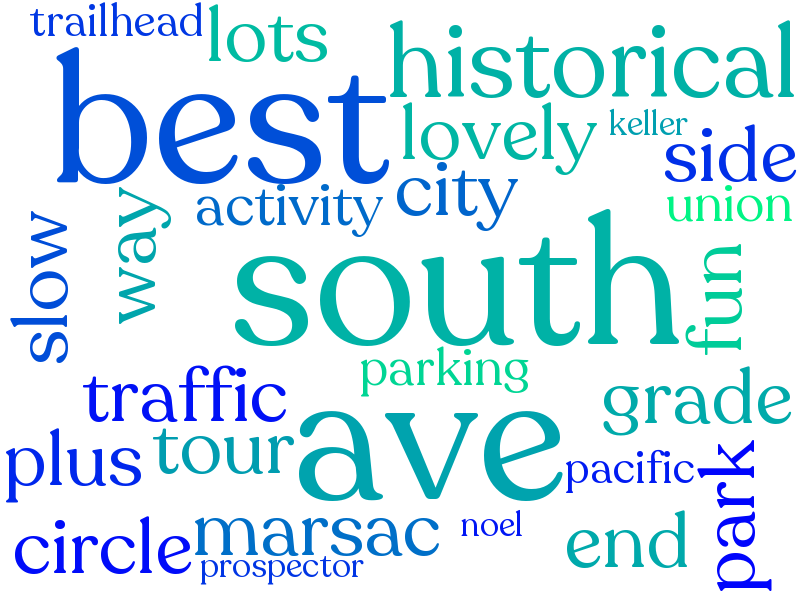 trailhead
lots
historical
best
lovely
keller
side
activity
city
union
way
slow
south
fun
parking
traffic
ave
grade
plus
tour
pacific
park
circle
marsac
noel
end
prospector